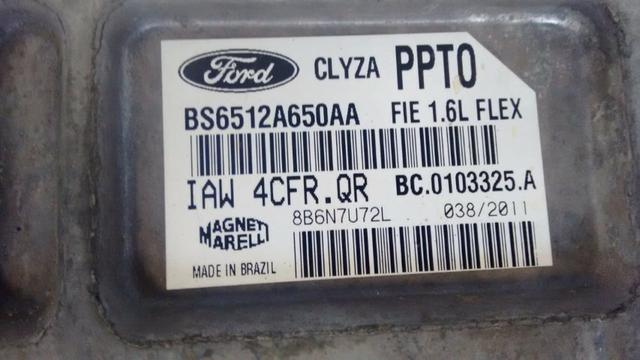 Ford CLYZA PPTO
BS6512A650AA FIE 1.6L FLEX
IAW 4CFR.QR BC.0103325.A
8B6N7U72L 038/2011
MAGNETI
MARELLI
MADE IN BRAZIL